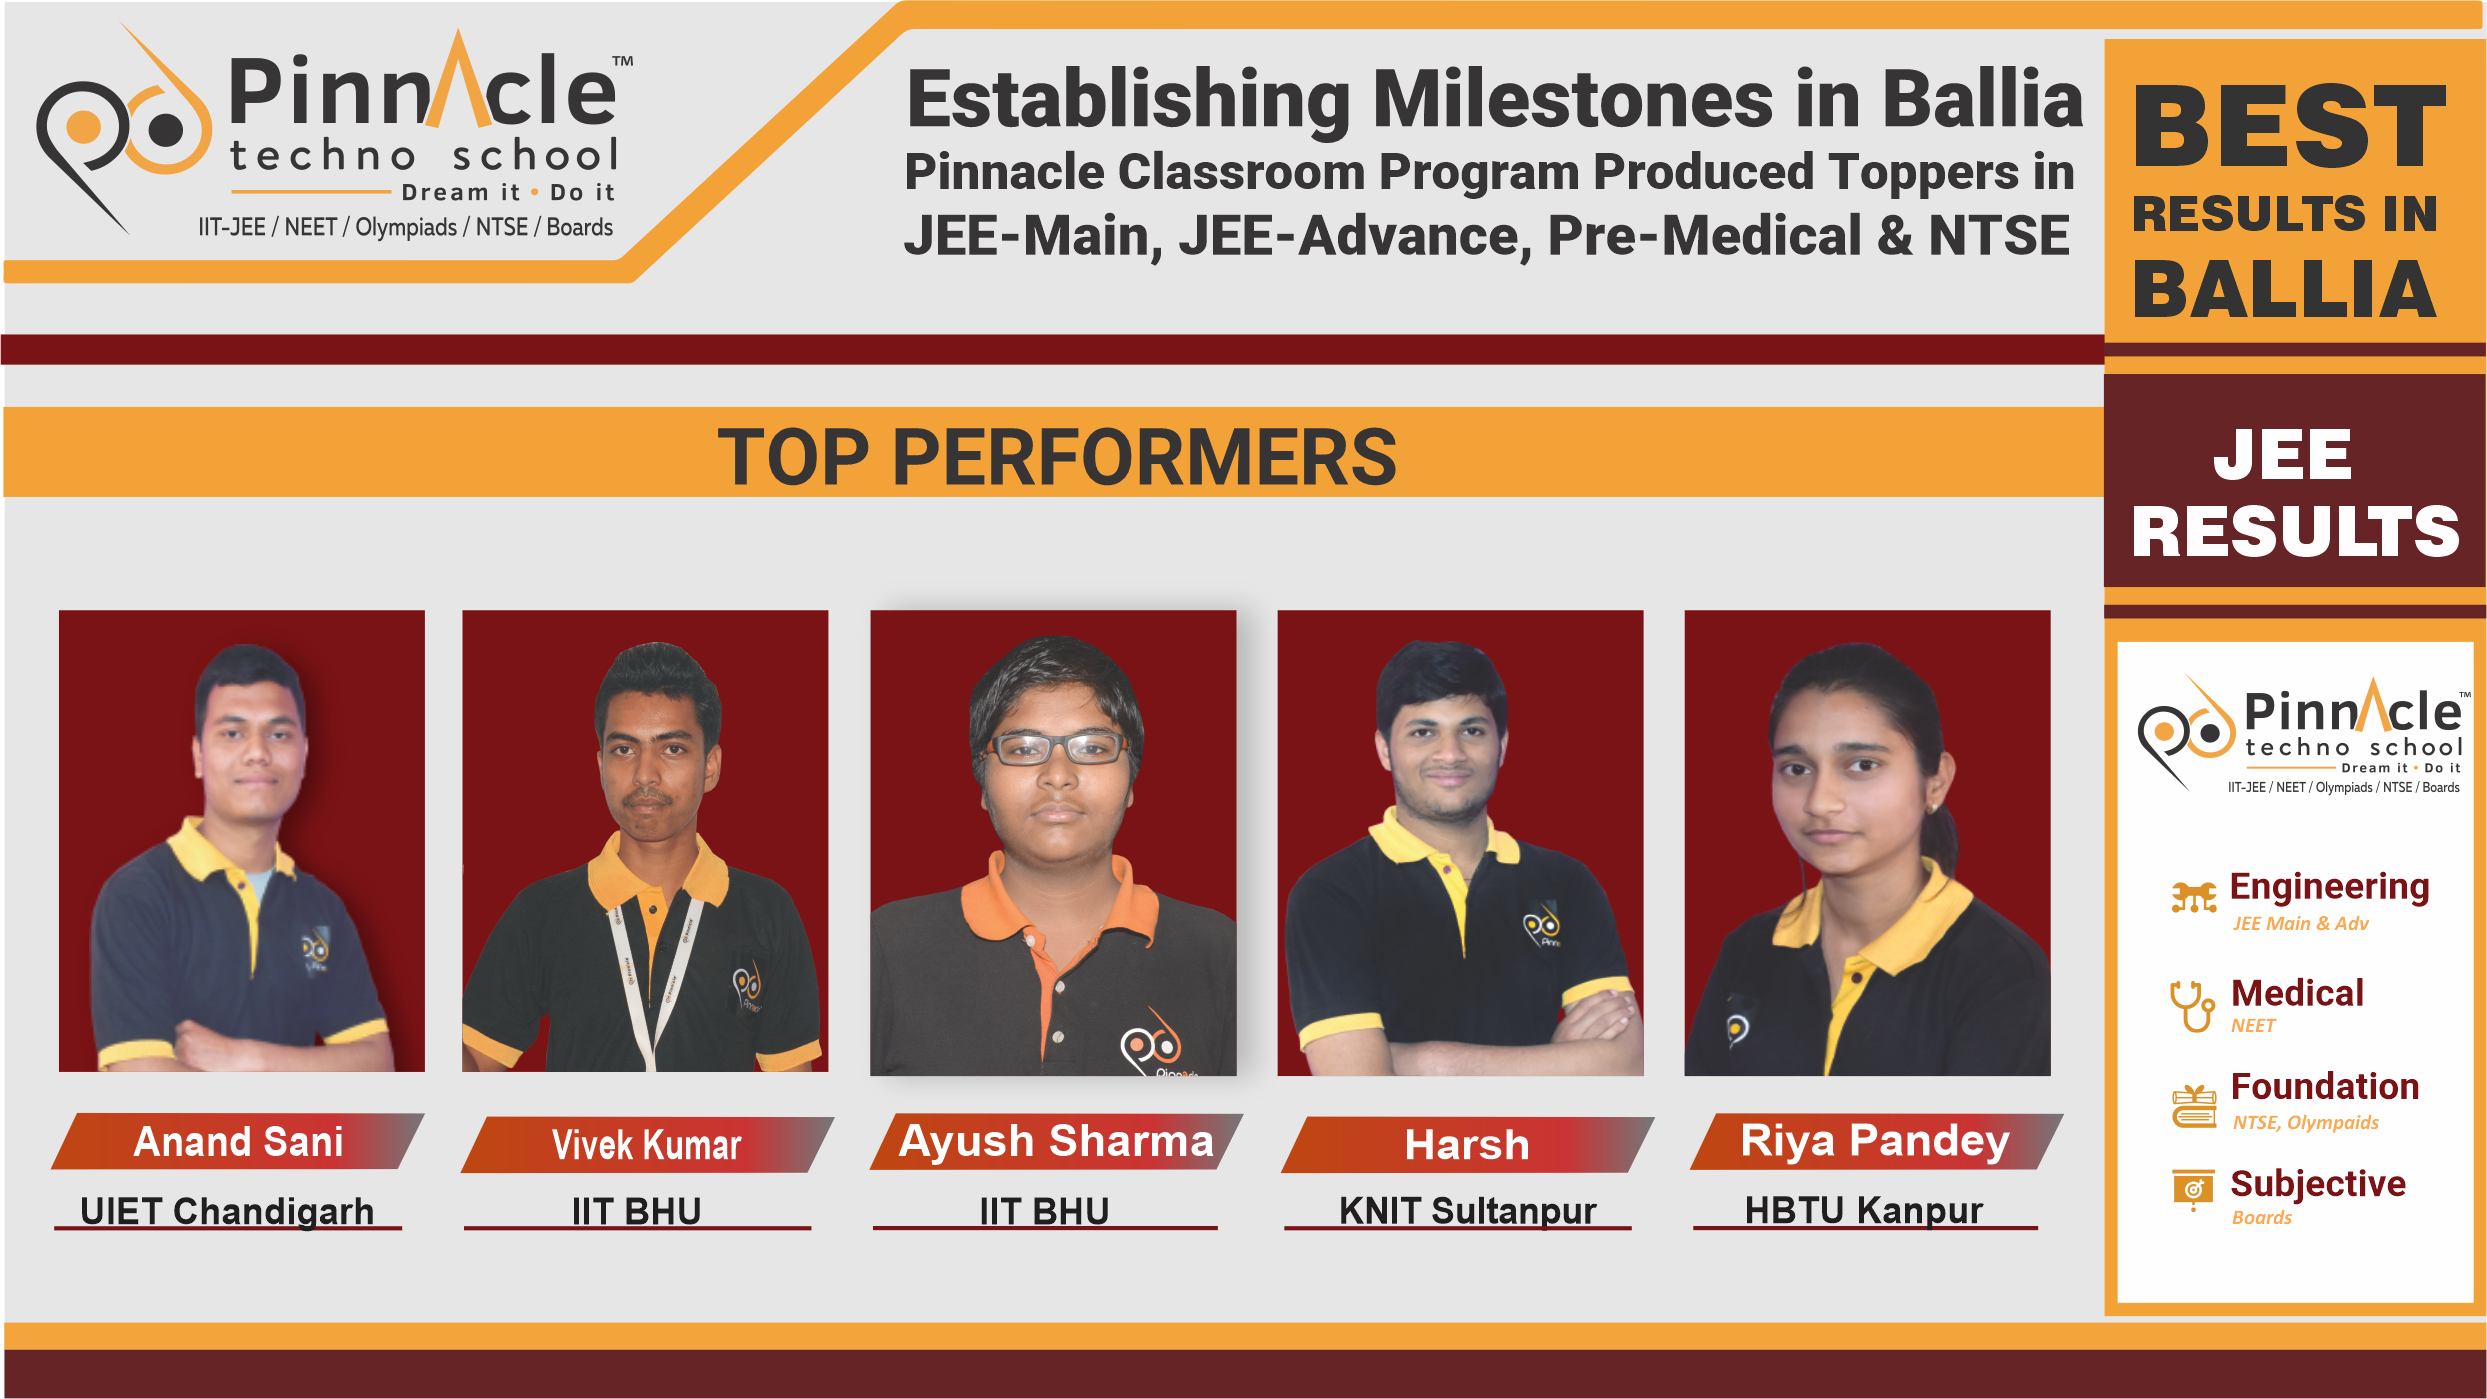 PinnAcle™
techno school
Dream it • Do it
IIT-JEE / NEET / Olympiads / NTSE / Boards
Establishing Milestones in Ballia
Pinnacle Classroom Program Produced Toppers in
JEE-Main, JEE-Advance, Pre-Medical & NTSE
BEST
RESULTS IN
BALLIA
TOP PERFORMERS
JEE
RESULTS
Anand Sani
UIET Chandigarh
Vivek Kumar
IIT BHU
Ayush Sharma
IIT BHU
Harsh
KNIT Sultanpur
Riya Pandey
HBTU Kanpur
PinnAcle™
techno school
Dream it • Do it
IIT-JEE / NEET / Olympiads / NTSE / Boards
Engineering
JEE Main & Adv
Medical
NEET
Foundation
NTSE, Olympaids
Subjective
Boards